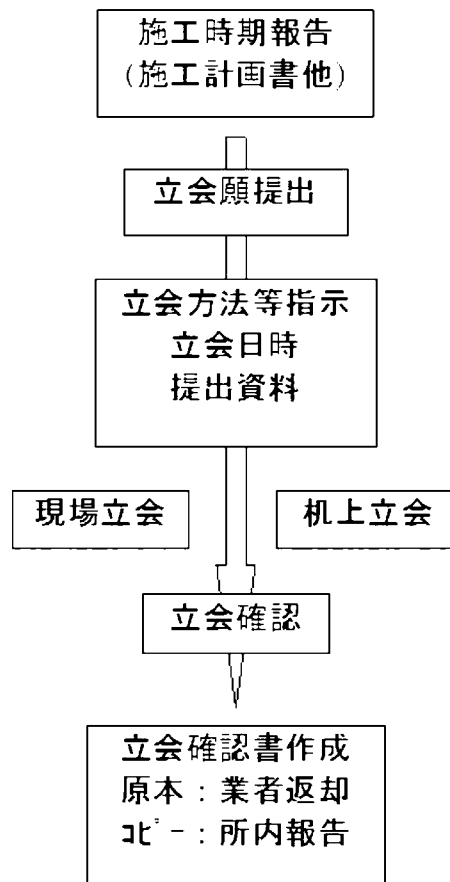 施工時期報告
(施工計画書他)
立会願提出
立会方法等指示
立会日時
提出資料
現場立会
机上立会
立会確認
立会確認書作成
原本：業者返却
ｺﾋﾟｰ：所内報告